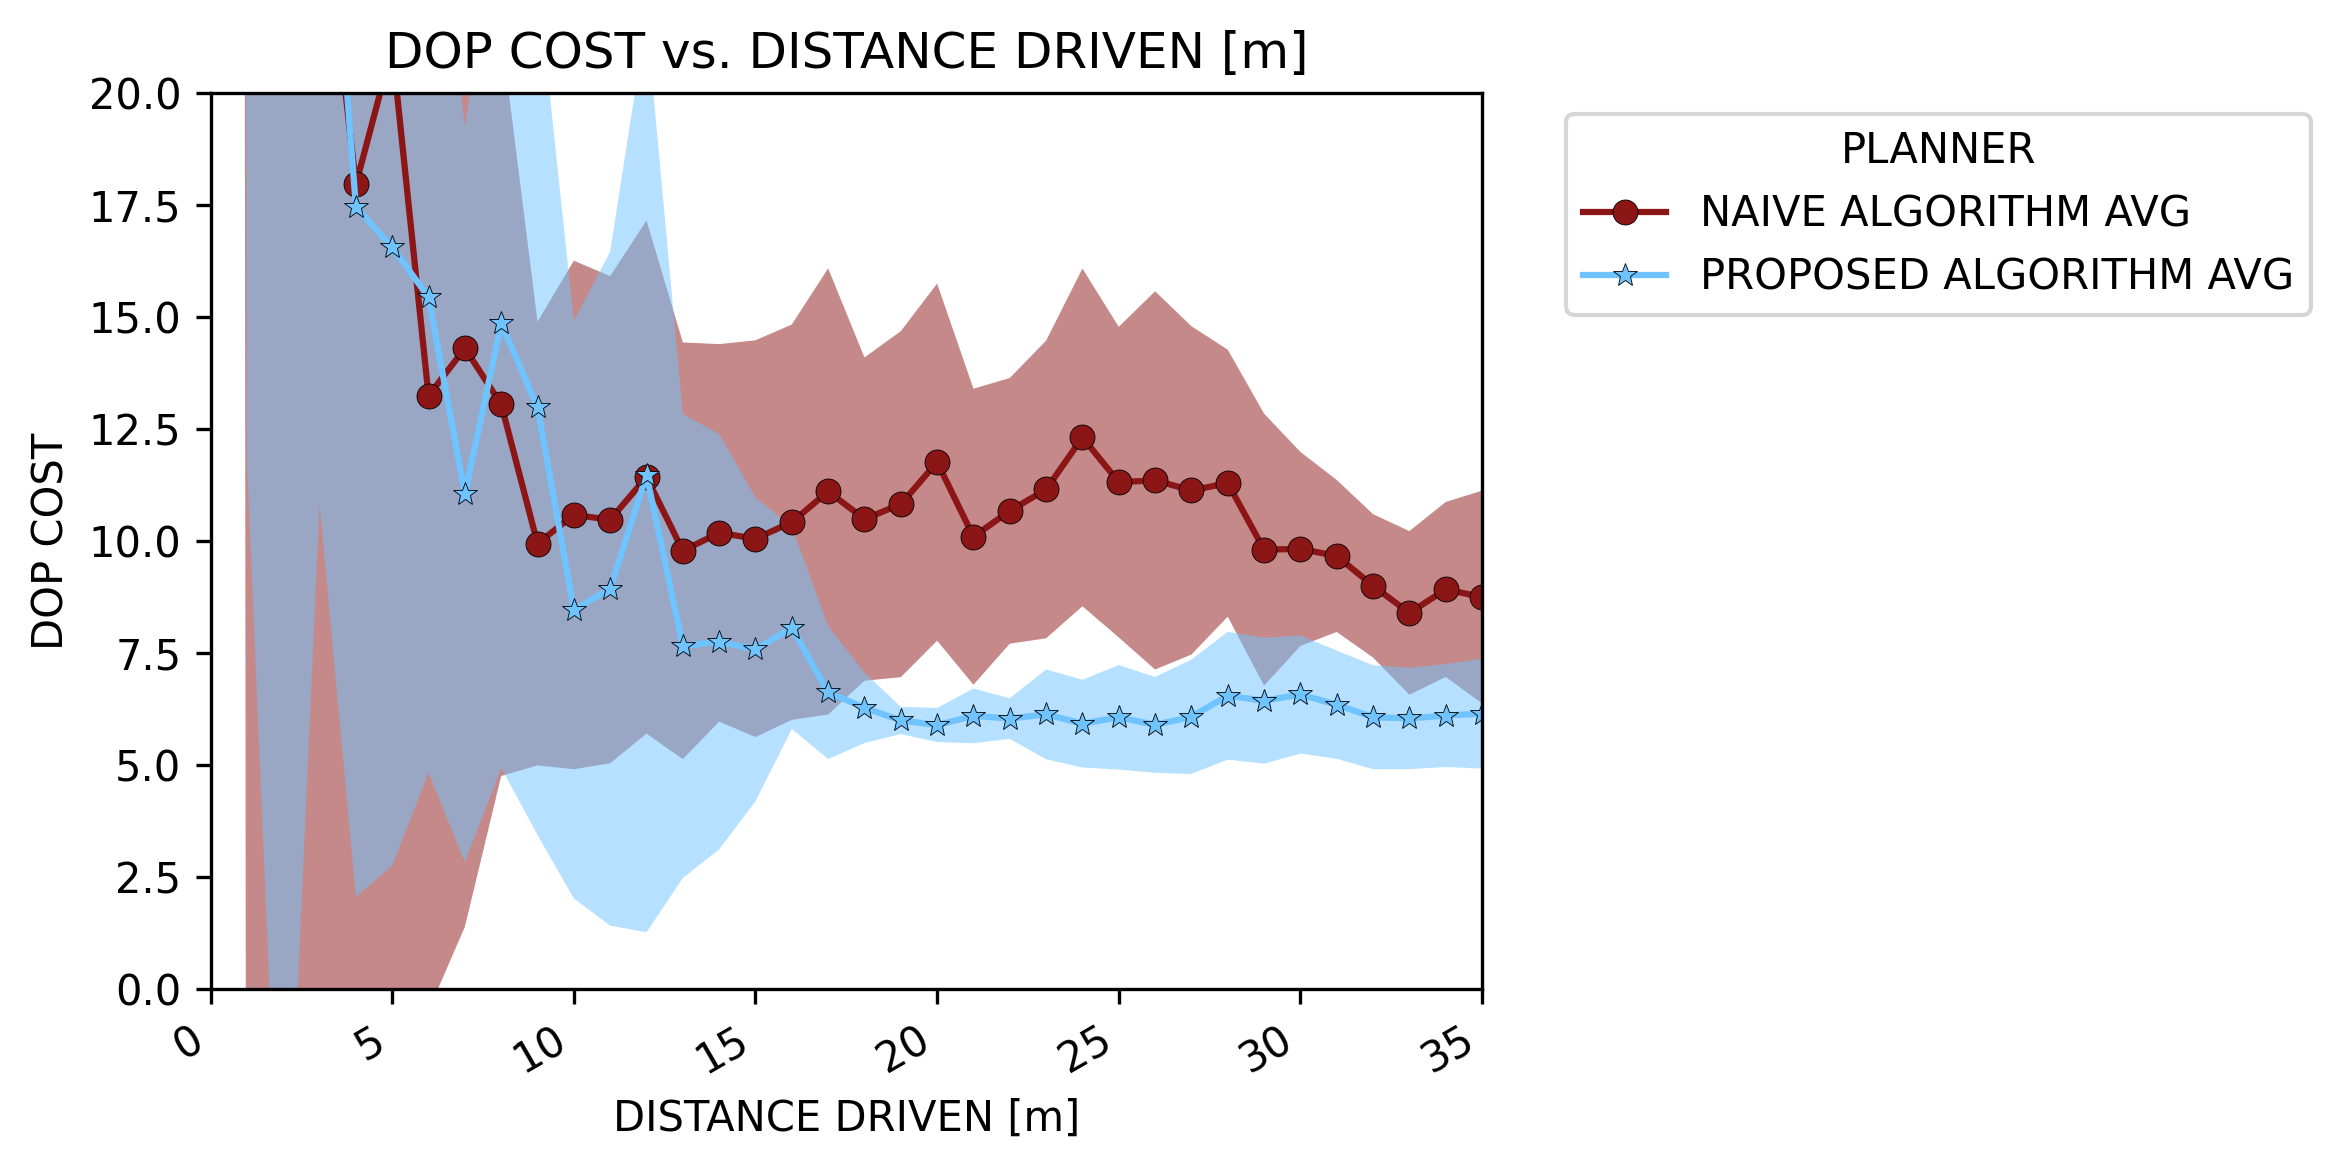 DOP COST vs. DISTANCE DRIVEN [m]
20.0
17.5
15.0
12.5
10.0
7.5
5.0
2.5
0.0
DOP COST
0
5
10
15
20
25
30
35
DISTANCE DRIVEN [m]
PLANNER
NAIVE ALGORITHM AVG
PROPOSED ALGORITHM AVG